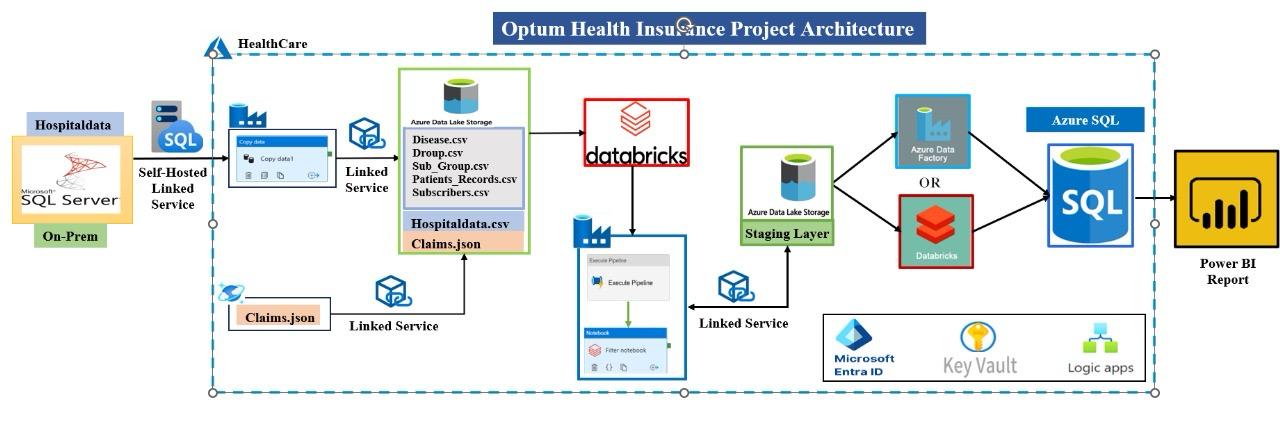 Optum Health Insurance Project Architecture
HealthCare
Hospitaldata
Microsoft
SQL Server
On-Prem
SQL
Self-Hosted
Linked
Service
Copy data
Copy data1
Linked
Service
Azure Data Lake Storage
Disease.csv
Droup.csv
Sub_Group.csv
Patients_Records.csv
Subscribers.csv
Hospitaldata.csv
Claims.json
Claims.json
Linked Service
databricks
Execute Pipeline
Execute Pipeline
Notebook
Filter notebook
Linked Service
Azure Data Lake Storage
Staging Layer
Azure Data
Factory
OR
Databricks
Azure SQL
SQL
Power BI
Report
Microsoft
Entra ID
Key Vault
Logic apps